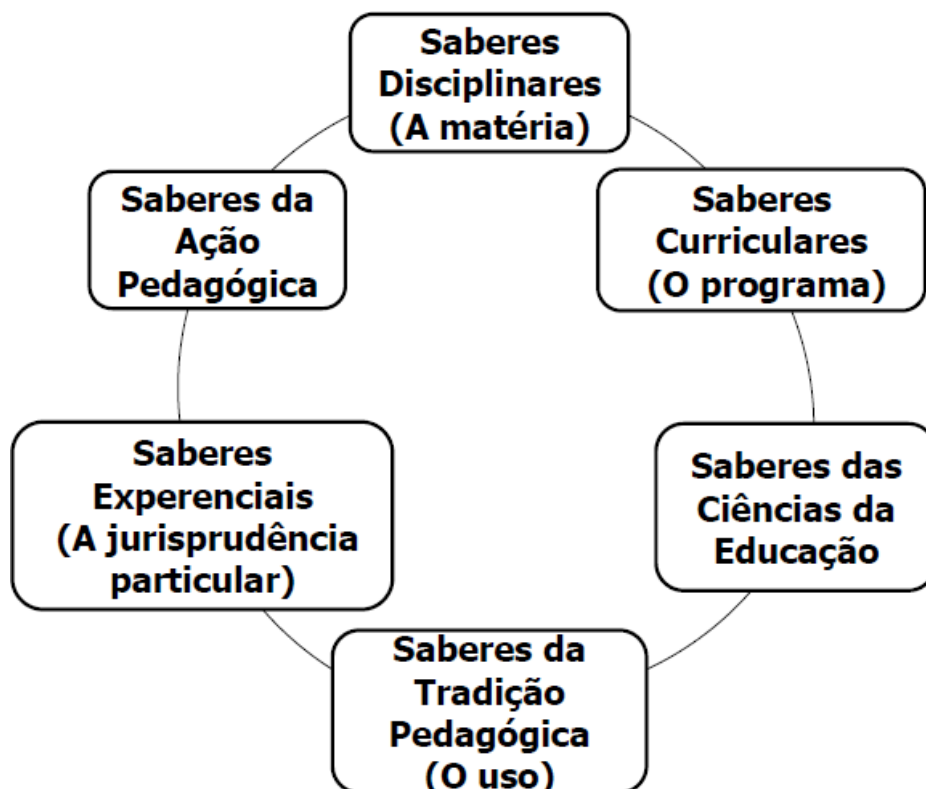 Saberes
Disciplinares
(A matéria)
Saberes
Curriculares
(O programa)
Saberes das
Ciências da
Educação
Saberes da
Tradição
Pedagógica
(O uso)
Saberes
Experenciais
(A jurisprudência
particular)
Saberes da
Ação
Pedagógica